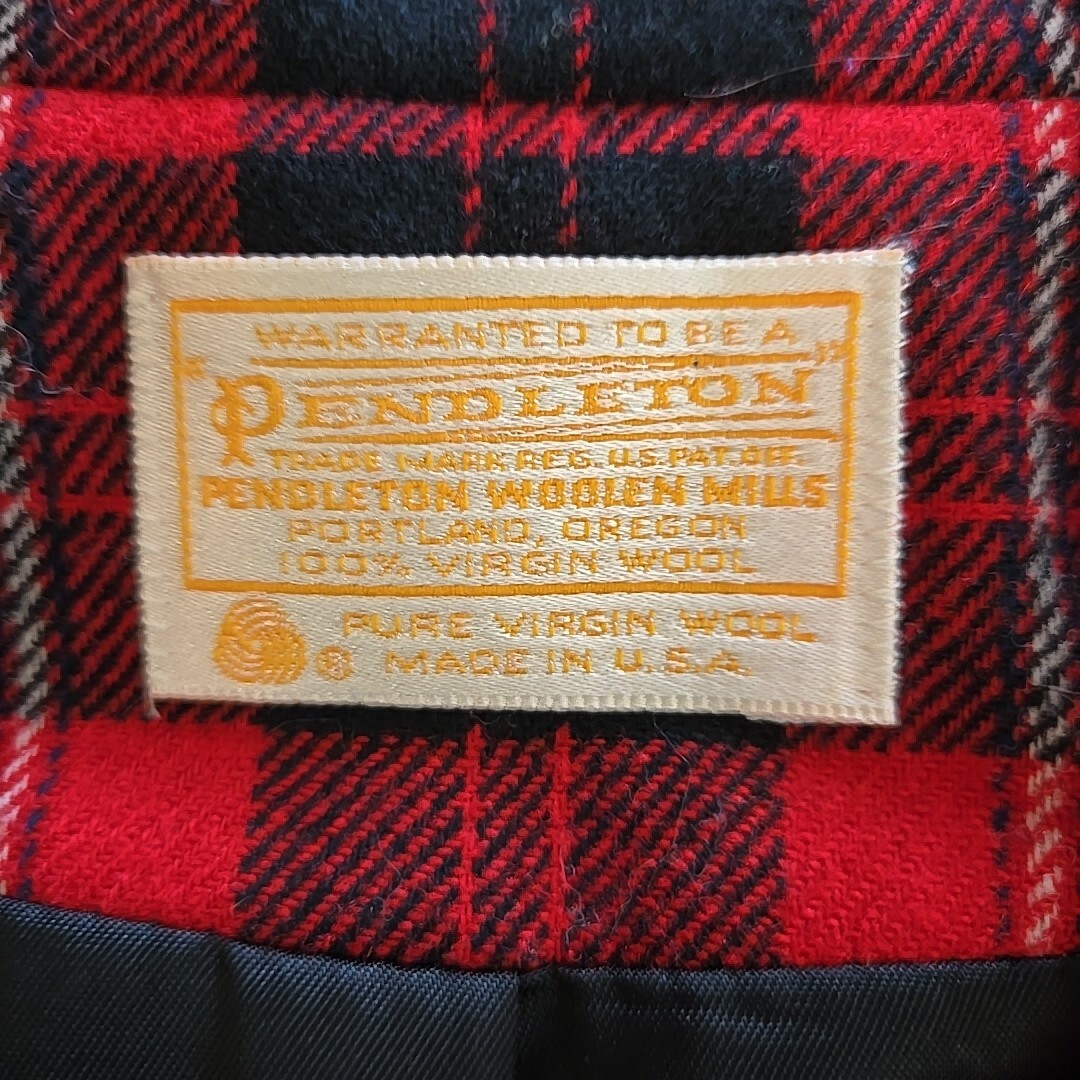 WARRANTED TO BE A
"PENDLETON"
TRADE MARK REG. U.S. PAT. OFF.
PENDLETON WOOLEN MILLS
PORTLAND, OREGON
100% VIRGIN WOOL
® PURE VIRGIN WOOL
MADE IN U.S.A.